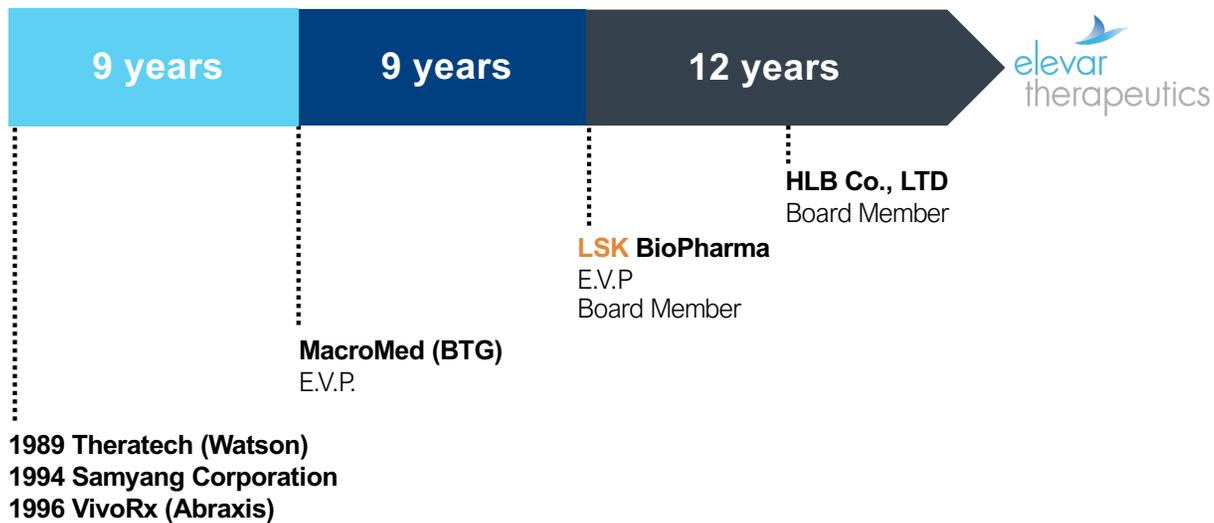 9 years
9 years
12 years
elevar
therapeutics
HLB Co., LTD
Board Member
LSK BioPharma
E.V.P
Board Member
MacroMed (BTG)
E.V.P.
1989 Theratech (Watson)
1994 Samyang Corporation
1996 VivoRx (Abraxis)